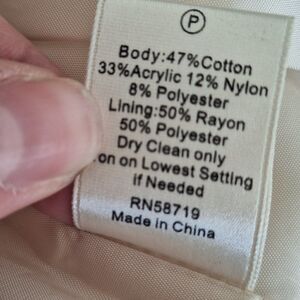 P
Body:47%Cotton
33%Acrylic 12% Nylon
8% Polyester
Lining:50% Rayon
50% Polyester
Dry Clean only
on on Lowest Setting
if Needed
RN58719
Made in China